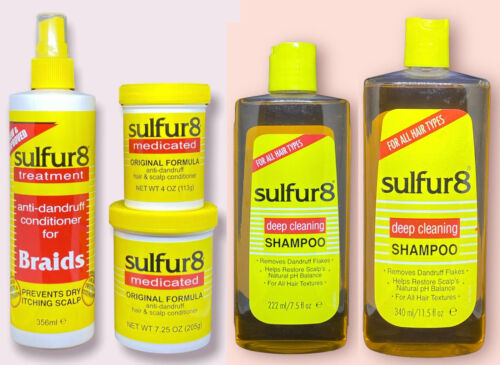 OVED
sulfur8
treatment
anti-dandruff
conditioner
for
Braids
PREVENTS DRY
ITCHING SCALP
356ml e
sulfur8
medicated
ORIGINAL FORMULA
anti-dandruff
hair & scalp conditioner
NET WT 4 OZ (113g)
sulfur8
medicated
ORIGINAL FORMULA
anti-dandruff
hair & scalp conditioner
NET WT 7.25 OZ (205g)
FOR ALL HAIR TYPES
sulfur8
deep cleaning
SHAMPOO
• Removes Dandruff Flakes
• Helps Restore Scalp's
Natural pH Balance
• For All Hair Textures
222 ml/7.5 fl oz e
FOR ALL HAIR TYPES
sulfur8
deep cleaning
SHAMPOO
• Removes Dandruff Flakes
• Helps Restore Scalp's
Natural pH Balance
• For All Hair Textures
340 ml/11.5 fl oz e